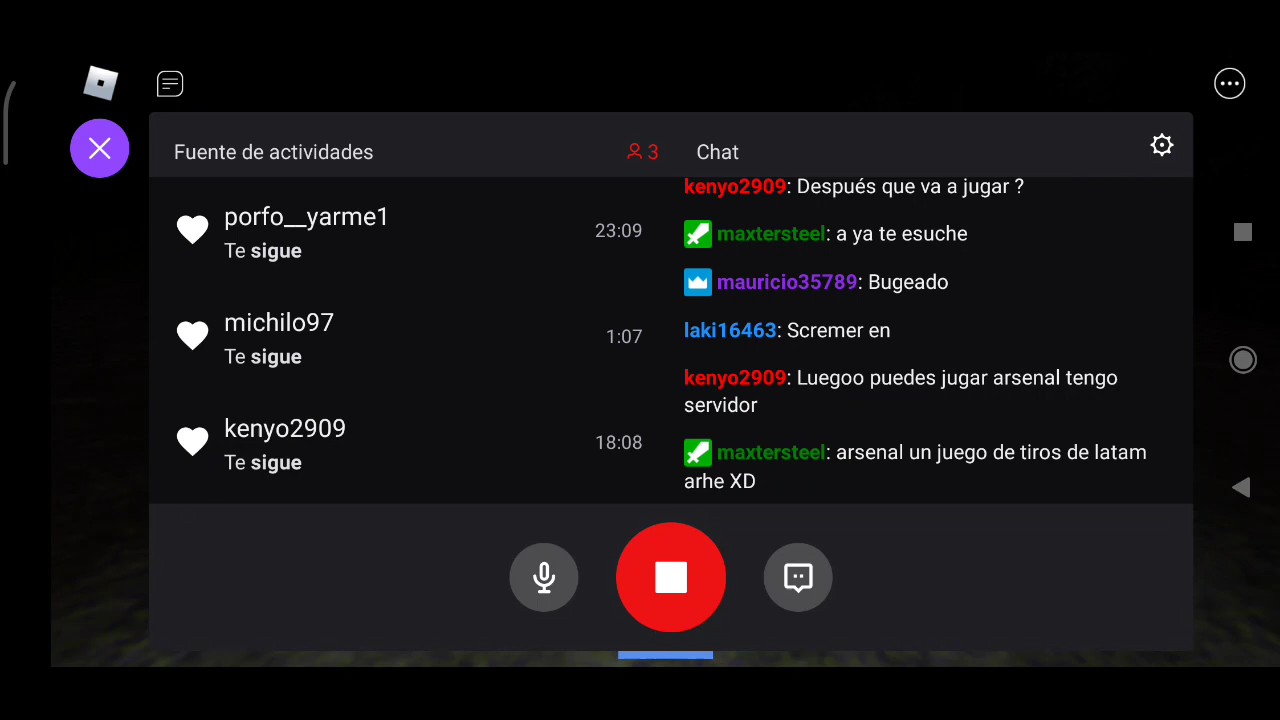 Fuente de actividades
3
porfo__yarme1
Te sigue
23:09
michilo97
Te sigue
1:07
kenyo2909
Te sigue
18:08
Chat
kenyo2909: Después que va a jugar ?
maxtersteel: a ya te esuche
mauricio35789: Bugeado
laki16463: Scremer en
kenyo2909: Luegoo puedes jugar arsenal tengo
servidor
maxtersteel: arsenal un juego de tiros de latam
arhe XD